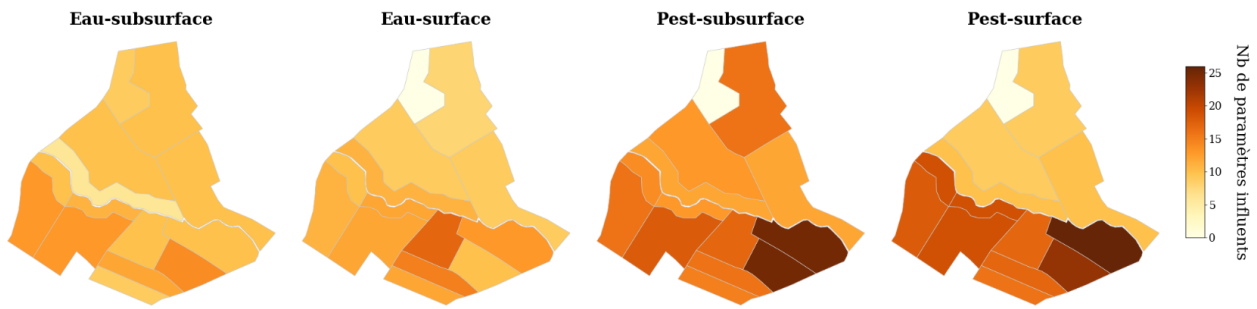 Eau-subsurface
Eau-surface
Pest-subsurface
Pest-surface
25
20
15
10
5
0
Nb de paramètres influents